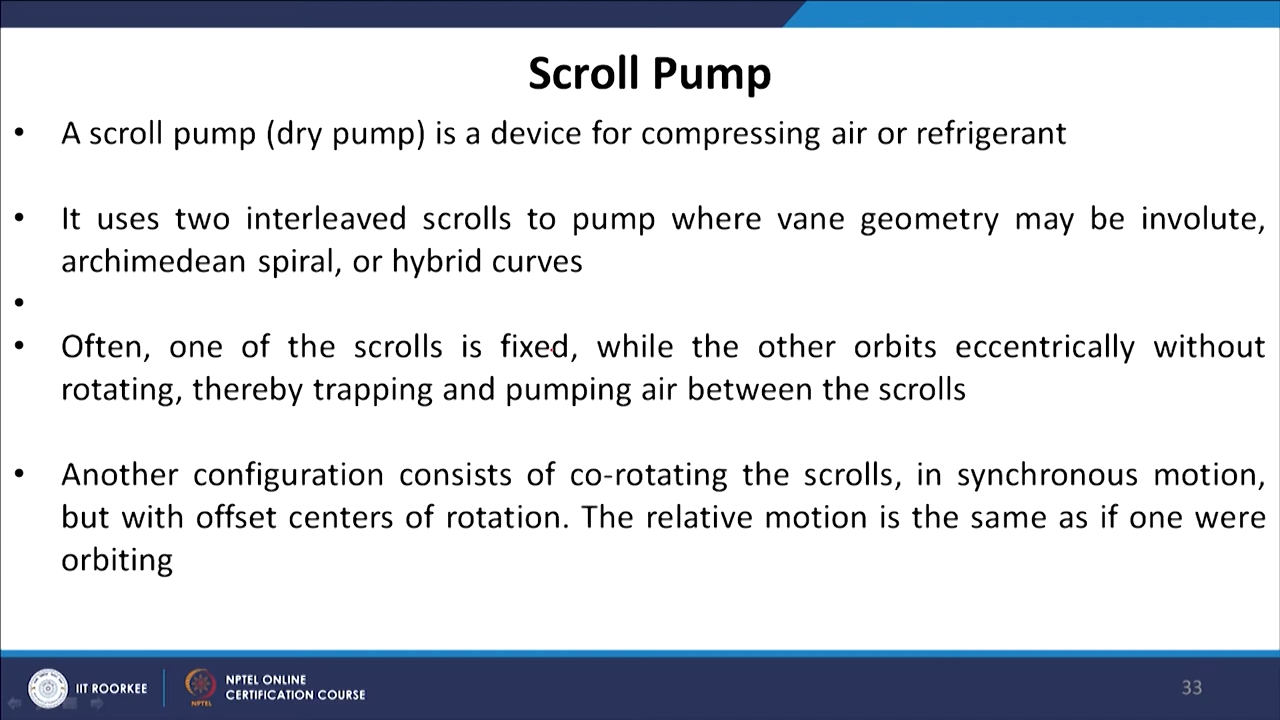 Scroll Pump
• A scroll pump (dry pump) is a device for compressing air or refrigerant
• It uses two interleaved scrolls to pump where vane geometry may be involute,
archimedean spiral, or hybrid curves
•
• Often, one of the scrolls is fixed, while the other orbits eccentrically without
rotating, thereby trapping and pumping air between the scrolls
• Another configuration consists of co-rotating the scrolls, in synchronous motion,
but with offset centers of rotation. The relative motion is the same as if one were
orbiting
IIT ROORKEE
NPTEL
NPTEL ONLINE
CERTIFICATION COURSE
33